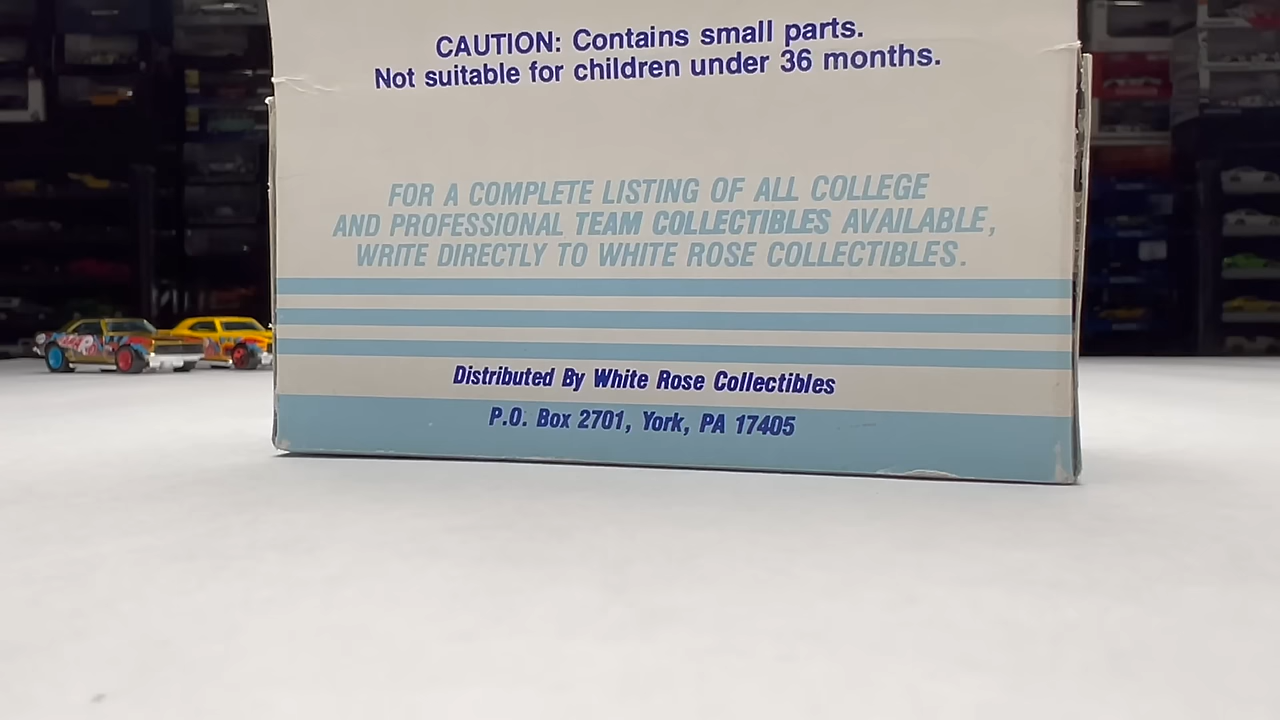 CAUTION: Contains small parts.
Not suitable for children under 36 months.
FOR A COMPLETE LISTING OF ALL COLLEGE
AND PROFESSIONAL TEAM COLLECTIBLES AVAILABLE,
WRITE DIRECTLY TO WHITE ROSE COLLECTIBLES.
Distributed By White Rose Collectibles
P.O. Box 2701, York, PA 17405